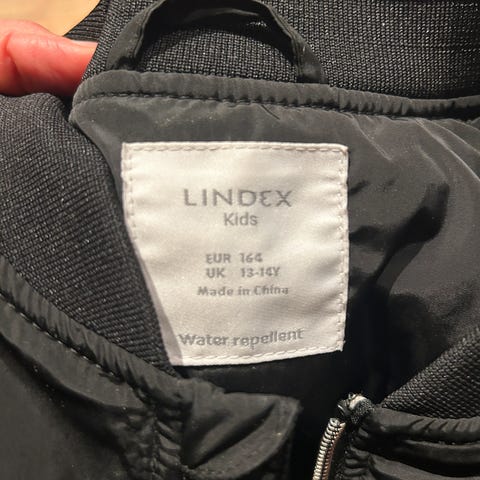 LINDEX
Kids
EUR 164
UK 13-14Y
Made in China
Water repellent